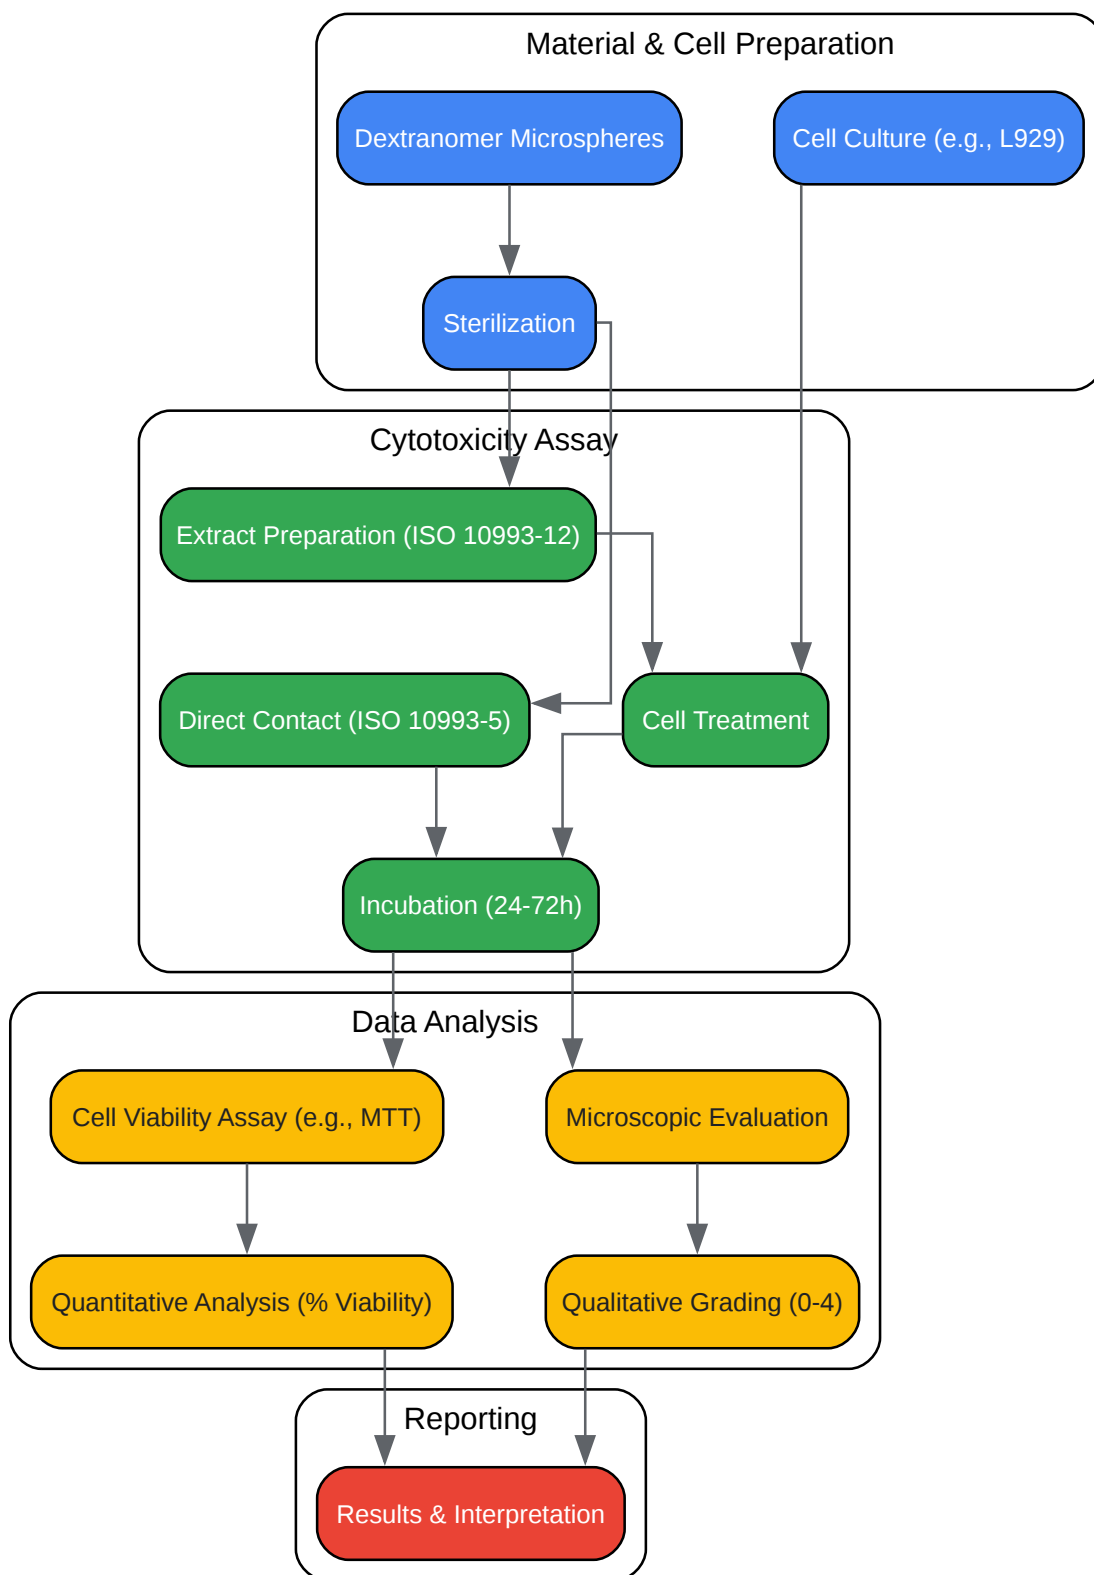 Material & Cell Preparation
Dextranomer Microspheres
Cell Culture (e.g., L929)
Sterilization
Cytotoxicity Assay
Extract Preparation (ISO 10993-12)
Direct Contact (ISO 10993-5)
Cell Treatment
Incubation (24-72h)
Data Analysis
Cell Viability Assay (e.g., MTT)
Microscopic Evaluation
Quantitative Analysis (% Viability)
Qualitative Grading (0-4)
Reporting
Results & Interpretation